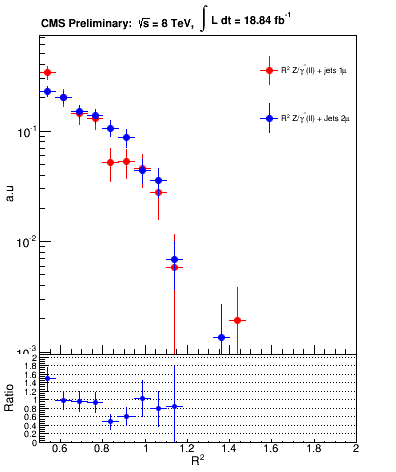 CMS Preliminary: √s = 8 TeV, ∫ L dt = 18.84 fb⁻¹
R² Z/γ*(ll) + jets 1μ
R² Z/γ*(ll) + Jets 2μ
a.u
10⁻¹
10⁻²
10⁻³
Ratio
2
1.8
1.6
1.4
1.2
1
0.8
0.6
0.4
0.2
0
0.6 0.8 1 1.2 1.4 1.6 1.8 2
R²